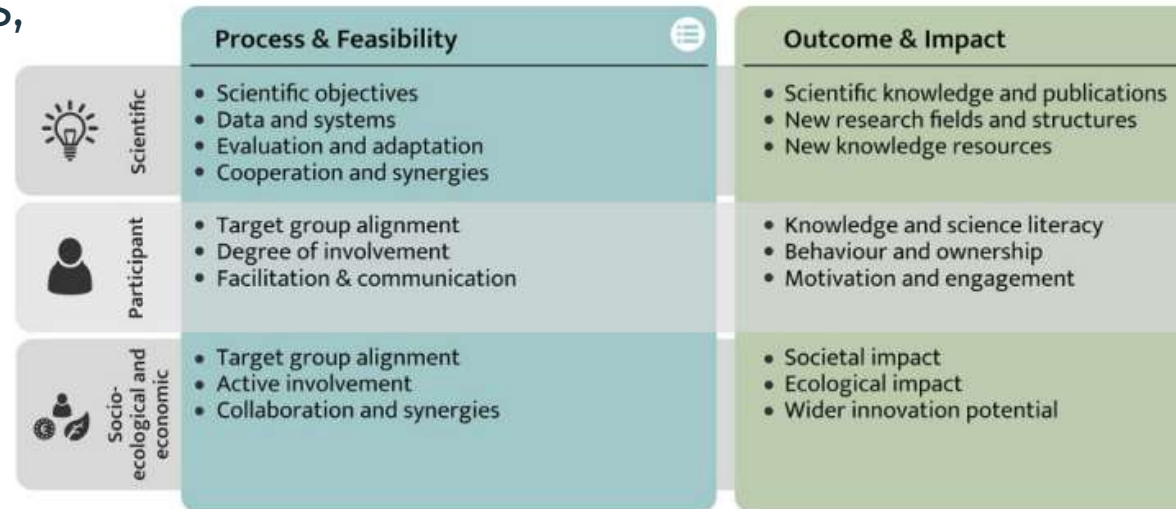 s,
Process & Feasibility
Outcome & Impact
Scientific
• Scientific objectives
• Data and systems
• Evaluation and adaptation
• Cooperation and synergies
• Scientific knowledge and publications
• New research fields and structures
• New knowledge resources
Participant
• Target group alignment
• Degree of involvement
• Facilitation & communication
• Knowledge and science literacy
• Behaviour and ownership
• Motivation and engagement
Socio-
ecological and
economic
• Target group alignment
• Active involvement
• Collaboration and synergies
• Societal impact
• Ecological impact
• Wider innovation potential